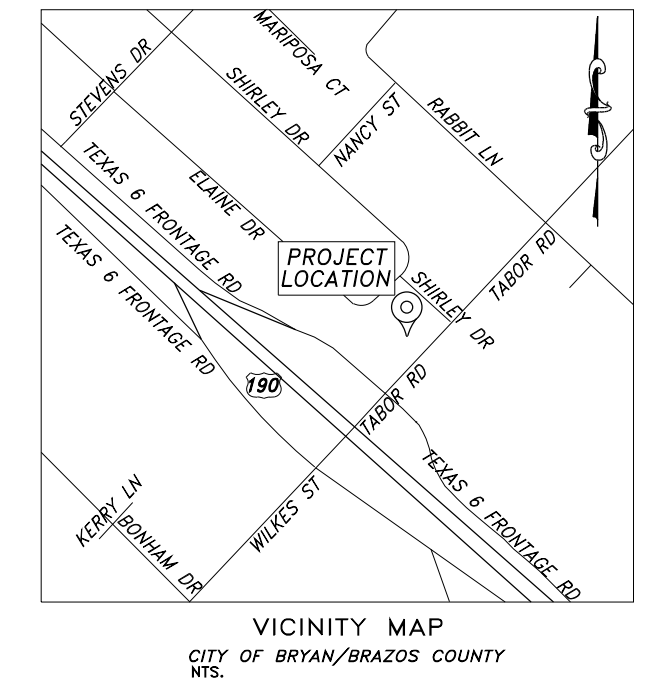 MARIPOSA CT
STEVENS DR
SHIRLEY DR
NANCY ST
RABBIT LN
TEXAS 6 FRONTAGE RD
ELAINE DR
TEXAS 6 FRONTAGE RD
PROJECT
LOCATION
TABOR RD
SHIRLEY DR
190
TABOR RD
TEXAS 6 FRONTAGE RD
KERRY LN
BONHAM DR
WILKES ST
VICINITY MAP
CITY OF BRYAN/BRAZOS COUNTY
NTS.